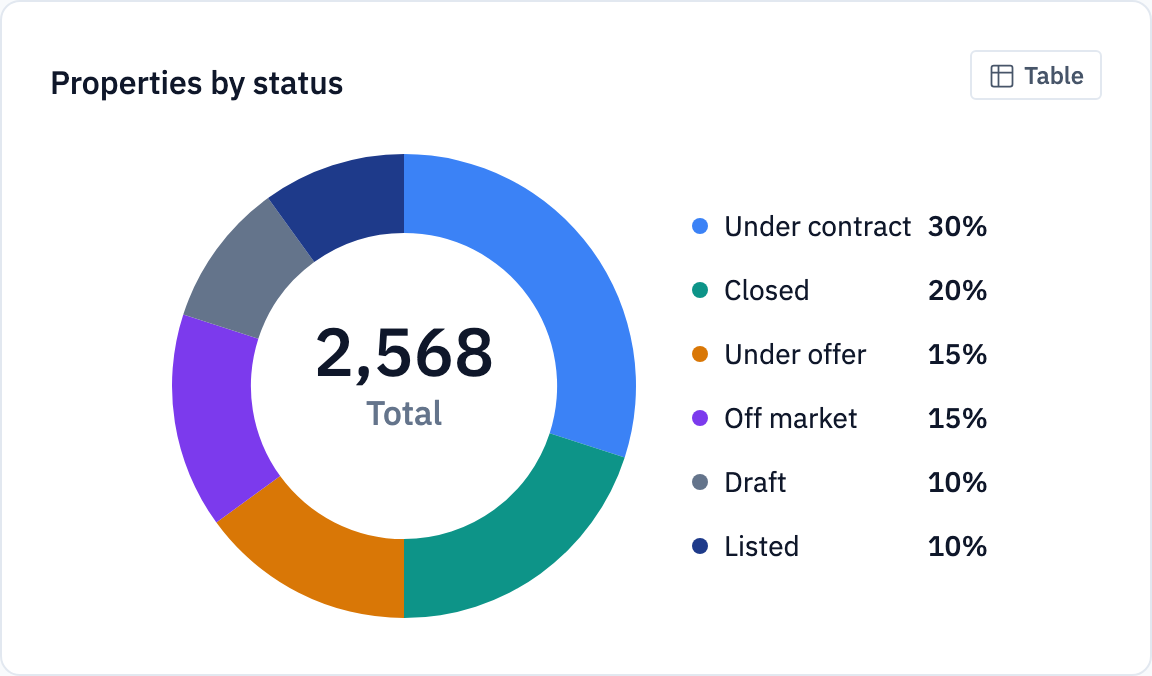 Properties by status
Table
2,568
Total
Under contract 30%
Closed 20%
Under offer 15%
Off market 15%
Draft 10%
Listed 10%